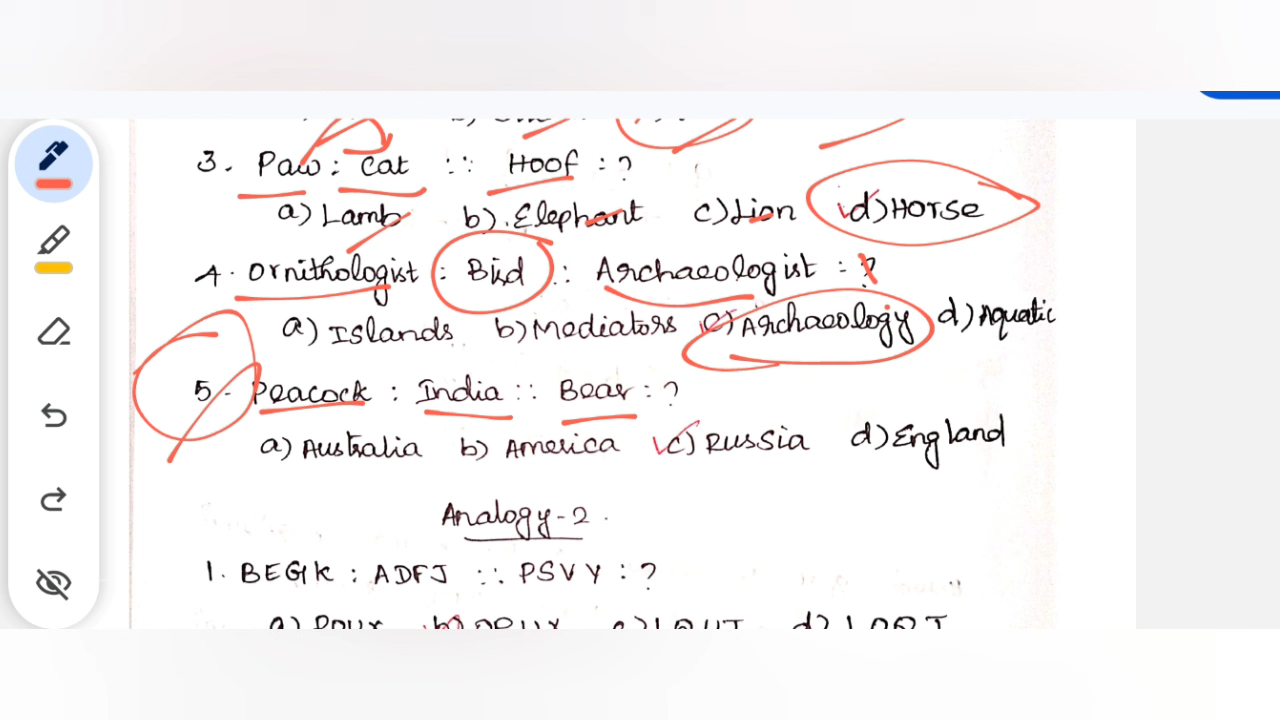 3. Paw : Cat :: Hoof : ?
a) Lamb b). Elephant c) Lion d) Horse
4. Ornithologist : Bird :: Archaeologist : ?
a) Islands b) Mediators c) Archaeology d) Aquatic
5. Peacock : India :: Bear : ?
a) Australia b) America c) Russia d) England
Analogy-2.
1. BEGIK : ADFJ :: PSVY : ?